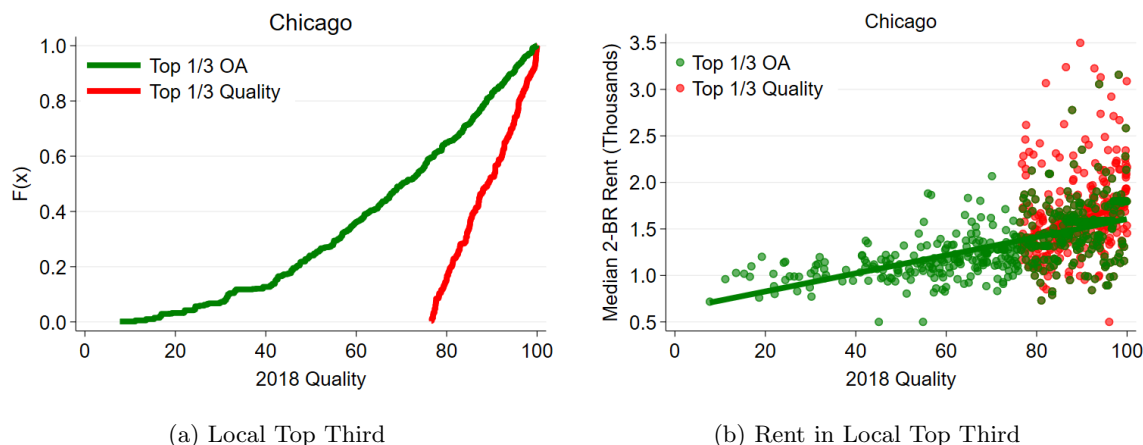 Chicago
Top 1/3 OA
Top 1/3 Quality
F(x)
1.0
0.8
0.6
0.4
0.2
0.0
0 20 40 60 80 100
2018 Quality
(a) Local Top Third
Chicago
Top 1/3 OA
Top 1/3 Quality
Median 2-BR Rent (Thousands)
3.5
3.0
2.5
2.0
1.5
1.0
0.5
0 20 40 60 80 100
2018 Quality
(b) Rent in Local Top Third